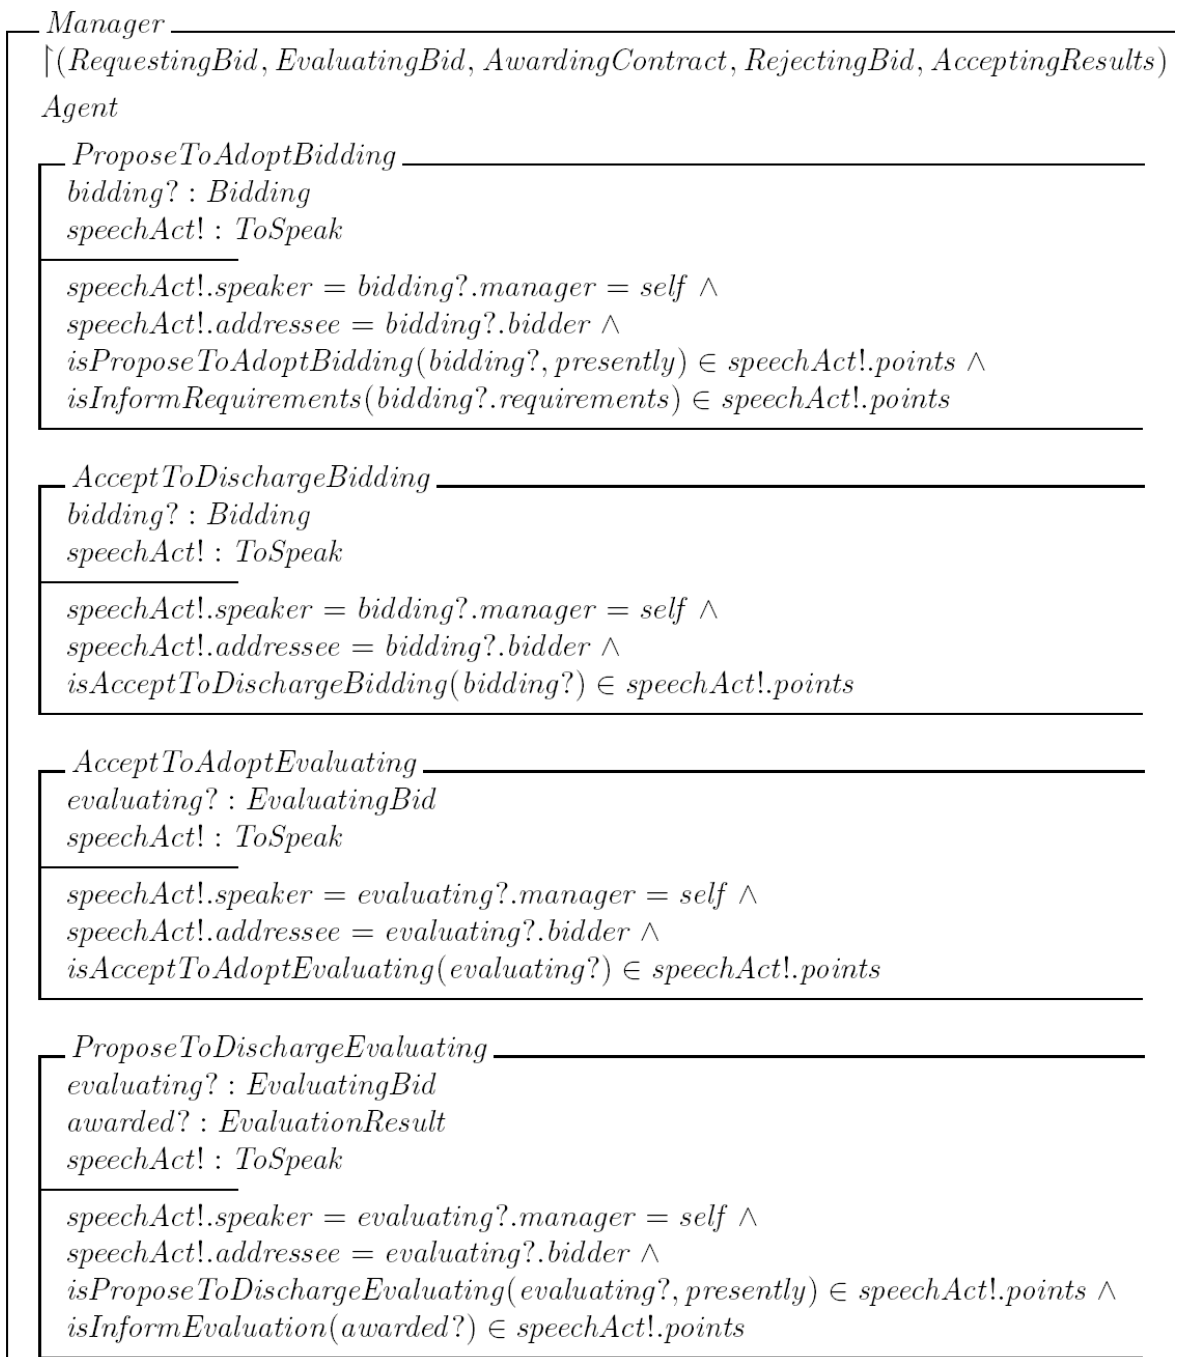 Manager
↾(RequestingBid, EvaluatingBid, AwardingContract, RejectingBid, AcceptingResults)
Agent
ProposeToAdoptBidding
bidding? : Bidding
speechAct! : ToSpeak
speechAct!.speaker = bidding?.manager = self ∧
speechAct!.addressee = bidding?.bidder ∧
isProposeToAdoptBidding(bidding?, presently) ∈ speechAct!.points ∧
isInformRequirements(bidding?.requirements) ∈ speechAct!.points
AcceptToDischargeBidding
bidding? : Bidding
speechAct! : ToSpeak
speechAct!.speaker = bidding?.manager = self ∧
speechAct!.addressee = bidding?.bidder ∧
isAcceptToDischargeBidding(bidding?) ∈ speechAct!.points
AcceptToAdoptEvaluating
evaluating? : EvaluatingBid
speechAct! : ToSpeak
speechAct!.speaker = evaluating?.manager = self ∧
speechAct!.addressee = evaluating?.bidder ∧
isAcceptToAdoptEvaluating(evaluating?) ∈ speechAct!.points
ProposeToDischargeEvaluating
evaluating? : EvaluatingBid
awarded? : EvaluationResult
speechAct! : ToSpeak
speechAct!.speaker = evaluating?.manager = self ∧
speechAct!.addressee = evaluating?.bidder ∧
isProposeToDischargeEvaluating(evaluating?, presently) ∈ speechAct!.points ∧
isInformEvaluation(awarded?) ∈ speechAct!.points